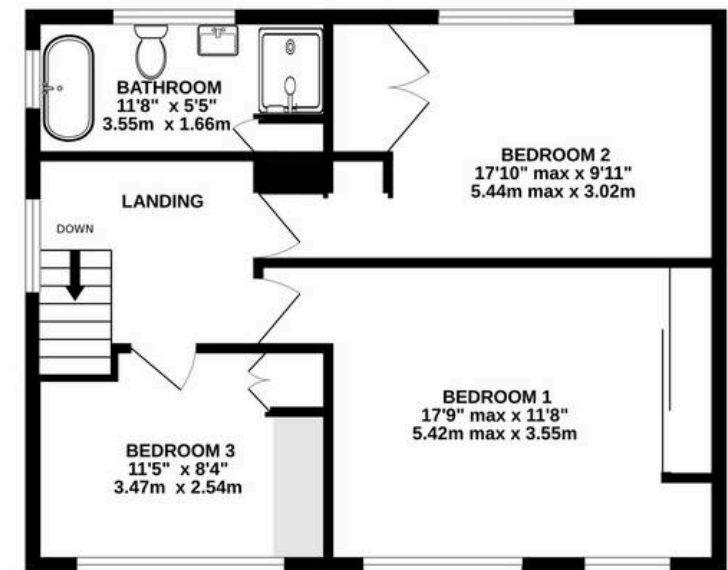 BATHROOM
11'8" x 5'5"
3.55m x 1.66m
BEDROOM 2
17'10" max x 9'11"
5.44m max x 3.02m
LANDING
DOWN
BEDROOM 1
17'9" max x 11'8"
5.42m max x 3.55m
BEDROOM 3
11'5" x 8'4"
3.47m x 2.54m